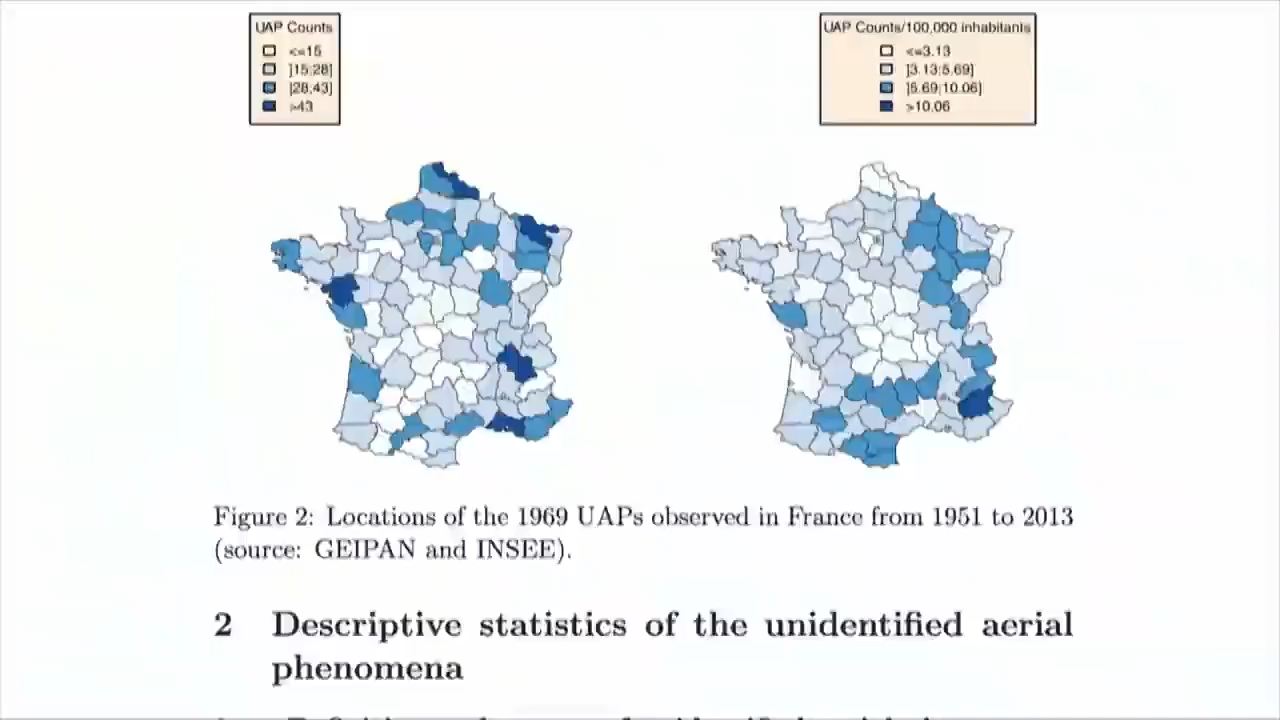 UAP Counts
<=15
]15;28]
]28;43]
>43
UAP Counts/100,000 inhabitants
<=3.13
]3.13;5.69]
]5.69;10.06]
>10.06
Figure 2: Locations of the 1969 UAPs observed in France from 1951 to 2013
(source: GEIPAN and INSEE).
2 Descriptive statistics of the unidentified aerial
phenomena